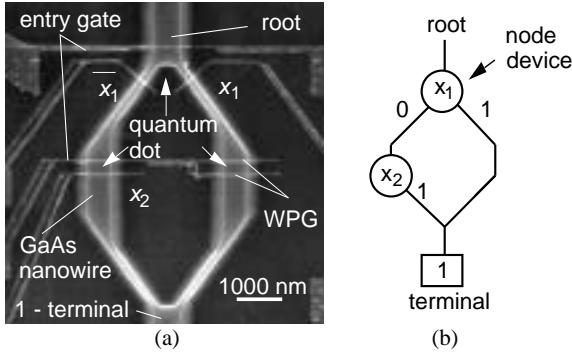 entry gate
root
x̅1
x1
quantum
dot
x2
WPG
GaAs
nanowire
1000 nm
1 - terminal
(a)
root
node
device
x1
0
1
x2
1
1
terminal
(b)